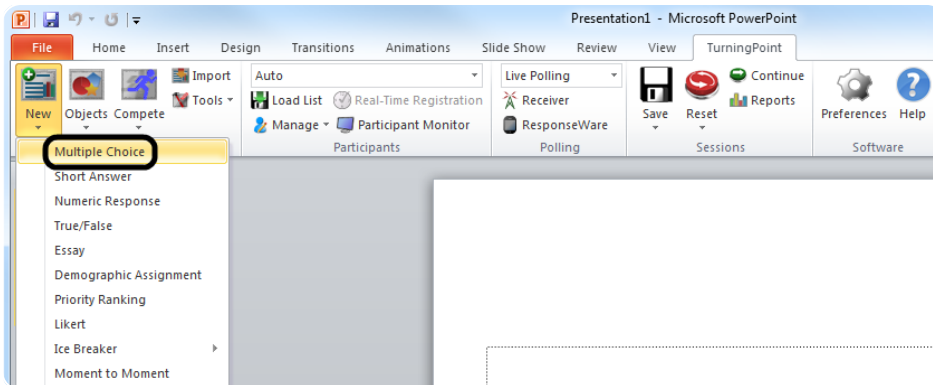 Presentation1 - Microsoft PowerPoint
File Home Insert Design Transitions Animations Slide Show Review View TurningPoint
New
Objects
Compete
Import
Tools
Auto
Load List Real-Time Registration
Manage Participant Monitor
Participants
Live Polling
Receiver
ResponseWare
Polling
Save
Reset
Continue
Reports
Sessions
Preferences
Help
Software
Multiple Choice
Short Answer
Numeric Response
True/False
Essay
Demographic Assignment
Priority Ranking
Likert
Ice Breaker
Moment to Moment